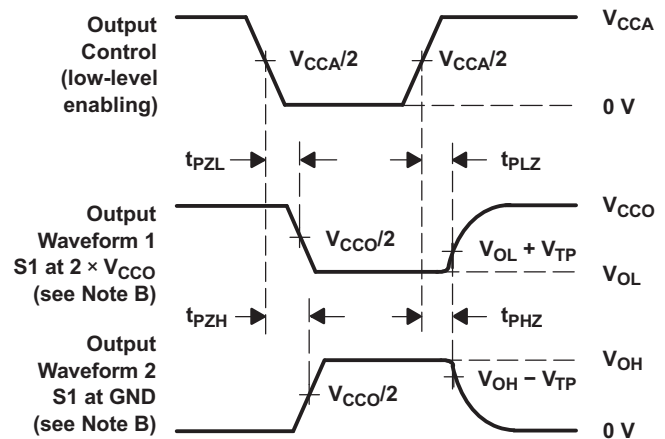 Output
Control
(low-level
enabling)
V_CCA/2
V_CCA/2
V_CCA
0 V
t_PZL
t_PLZ
Output
Waveform 1
S1 at 2 × V_CCO
(see Note B)
V_CCO/2
V_CCO
V_OL + V_TP
V_OL
t_PZH
t_PHZ
Output
Waveform 2
S1 at GND
(see Note B)
V_CCO/2
V_OH
V_OH − V_TP
0 V